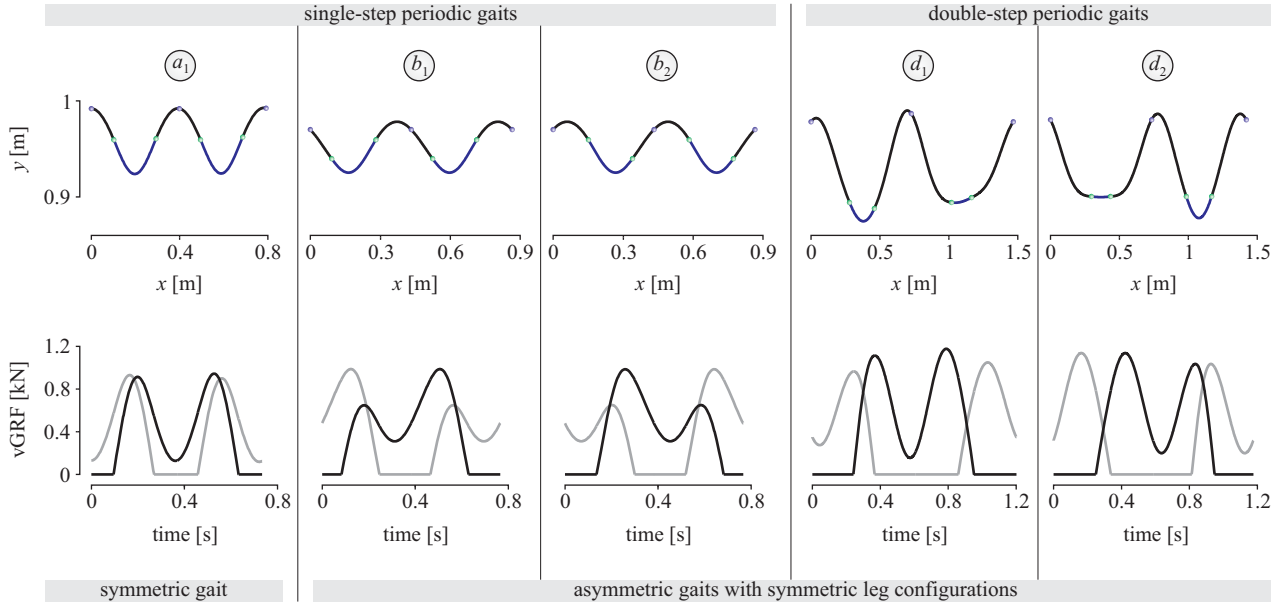 single-step periodic gaits
double-step periodic gaits
a1
b1
b2
d1
d2
y [m]
1
0.9
0 0.4 0.8
0 0.3 0.6 0.9
0 0.3 0.6 0.9
0 0.5 1 1.5
0 0.5 1 1.5
x [m]
x [m]
x [m]
x [m]
x [m]
vGRF [kN]
1.2
0.8
0.4
0
0 0.4 0.8
0 0.4 0.8
0 0.4 0.8
0 0.4 0.8 1.2
0 0.4 0.8 1.2
time [s]
time [s]
time [s]
time [s]
time [s]
symmetric gait
asymmetric gaits with symmetric leg configurations